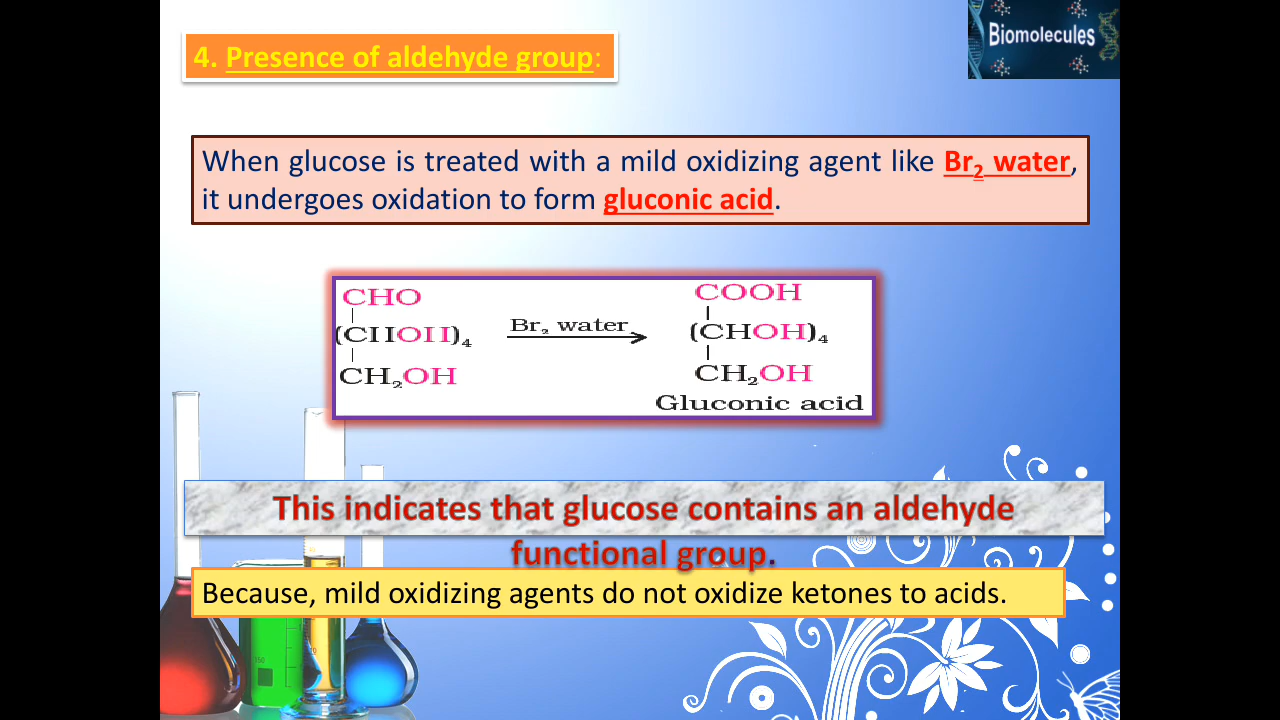 Biomolecules
4. Presence of aldehyde group:
When glucose is treated with a mild oxidizing agent like Br₂ water,
it undergoes oxidation to form gluconic acid.
CHO
(CHOH)₄
CH₂OH
Br₂ water
COOH
(CHOH)₄
CH₂OH
Gluconic acid
This indicates that glucose contains an aldehyde
functional group.
Because, mild oxidizing agents do not oxidize ketones to acids.